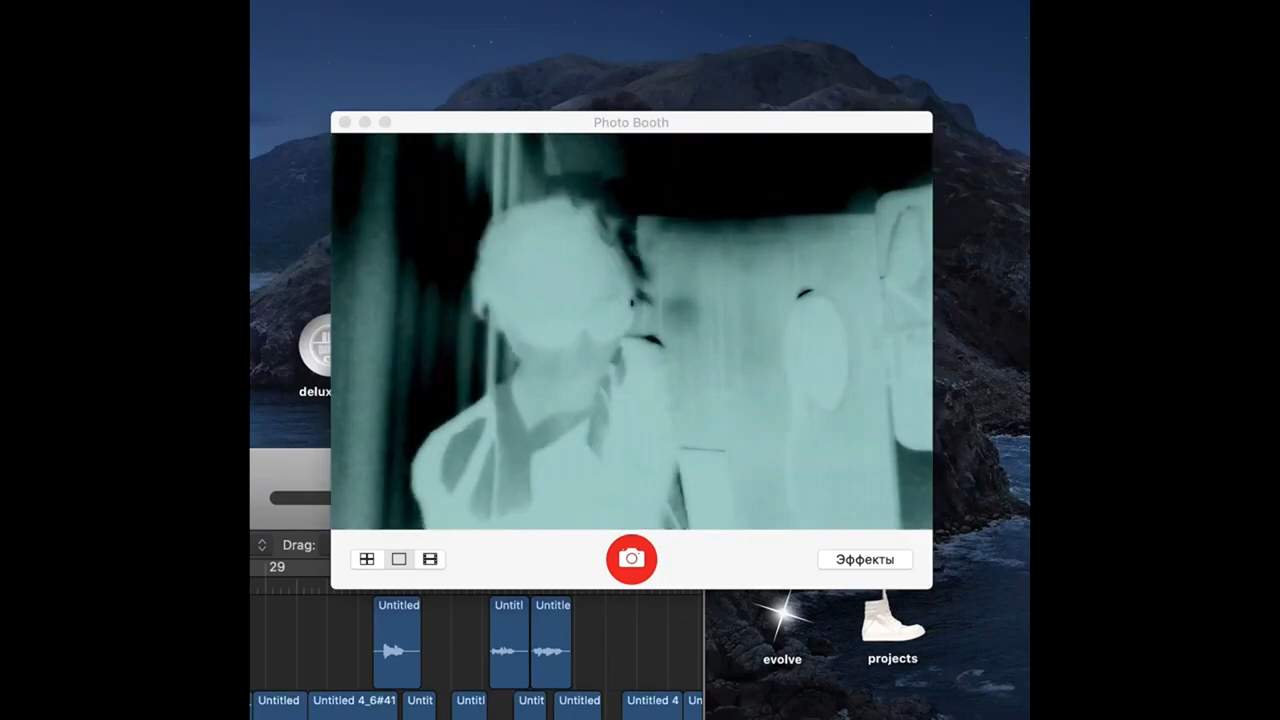 Photo Booth
delux
Drag:
29
Эффекты
Untitled
Untitl
Untitle
evolve
projects
Untitled
Untitled 4_6#41
Untit
Untitl
Untit
Untitled
Untitled 4
Un